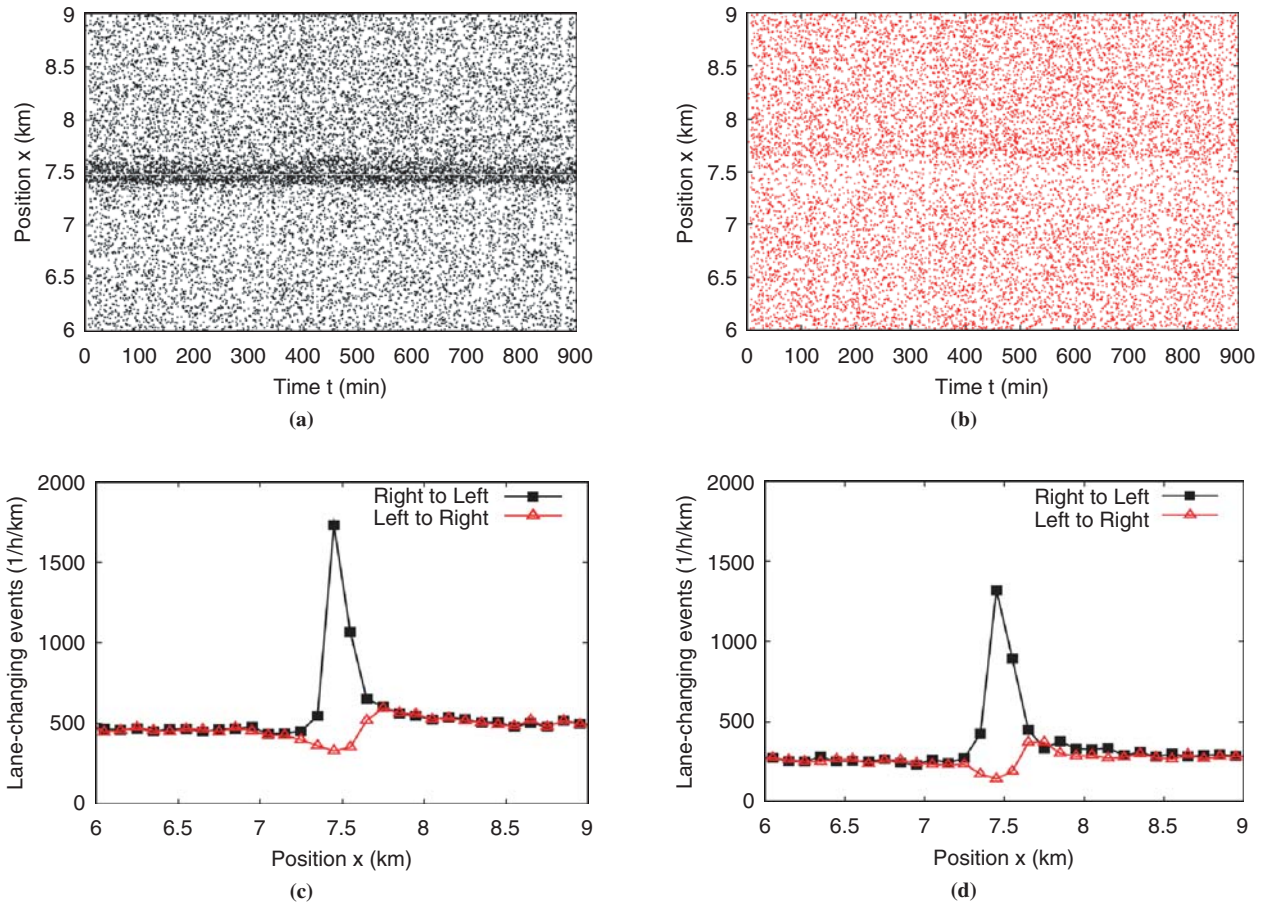 9
8.5
8
7.5
7
6.5
6
Position x (km)
0 100 200 300 400 500 600 700 800 900
Time t (min)
(a)
9
8.5
8
7.5
7
6.5
6
Position x (km)
0 100 200 300 400 500 600 700 800 900
Time t (min)
(b)
2000
1500
1000
500
0
Lane-changing events (1/h/km)
Right to Left
Left to Right
6 6.5 7 7.5 8 8.5 9
Position x (km)
(c)
2000
1500
1000
500
0
Lane-changing events (1/h/km)
Right to Left
Left to Right
6 6.5 7 7.5 8 8.5 9
Position x (km)
(d)